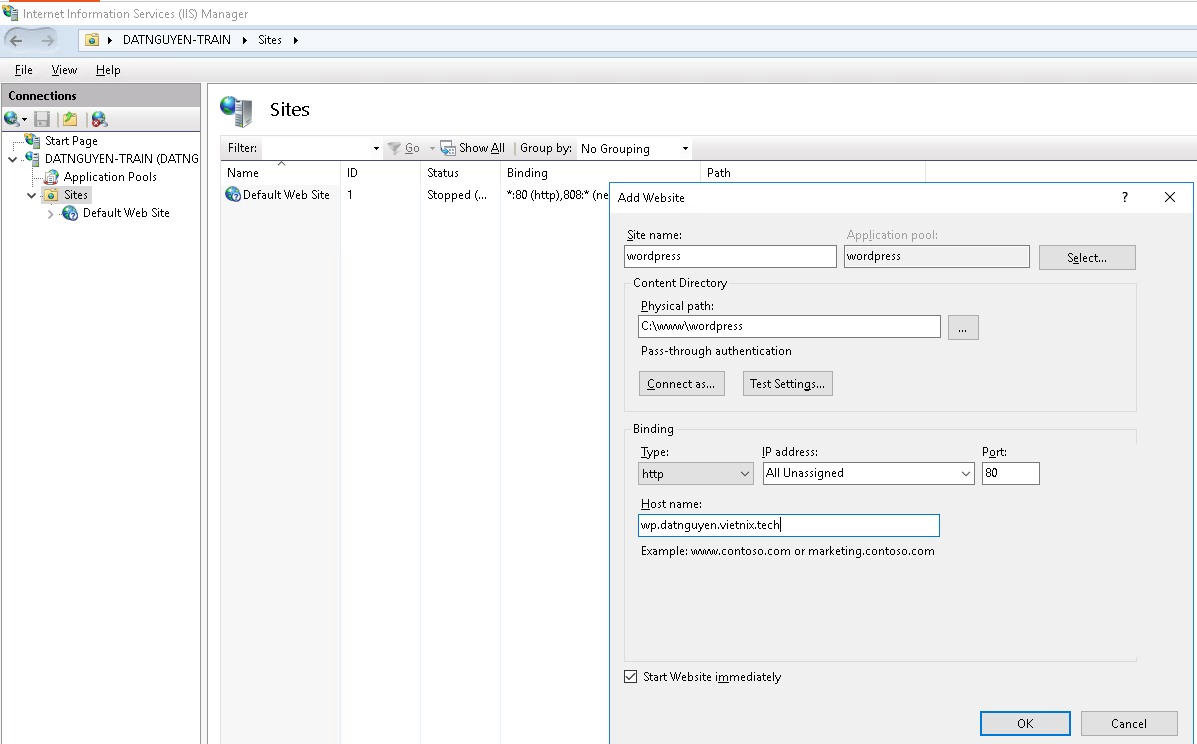 Internet Information Services (IIS) Manager
DATNGUYEN-TRAIN Sites
File View Help
Connections
Start Page
DATNGUYEN-TRAIN (DATNG
Application Pools
Sites
Default Web Site
Sites
Filter: Go Show All Group by: No Grouping
Name ID Status Binding Path
Default Web Site 1 Stopped (... *:80 (http),808:* (ne
Add Website ?
Site name: Application pool:
wordpress wordpress Select...
Content Directory
Physical path:
C:\www\wordpress ...
Pass-through authentication
Connect as... Test Settings...
Binding
Type: IP address: Port:
http All Unassigned 80
Host name:
wp.datnguyen.vietnix.tech
Example: www.contoso.com or marketing.contoso.com
Start Website immediately
OK Cancel